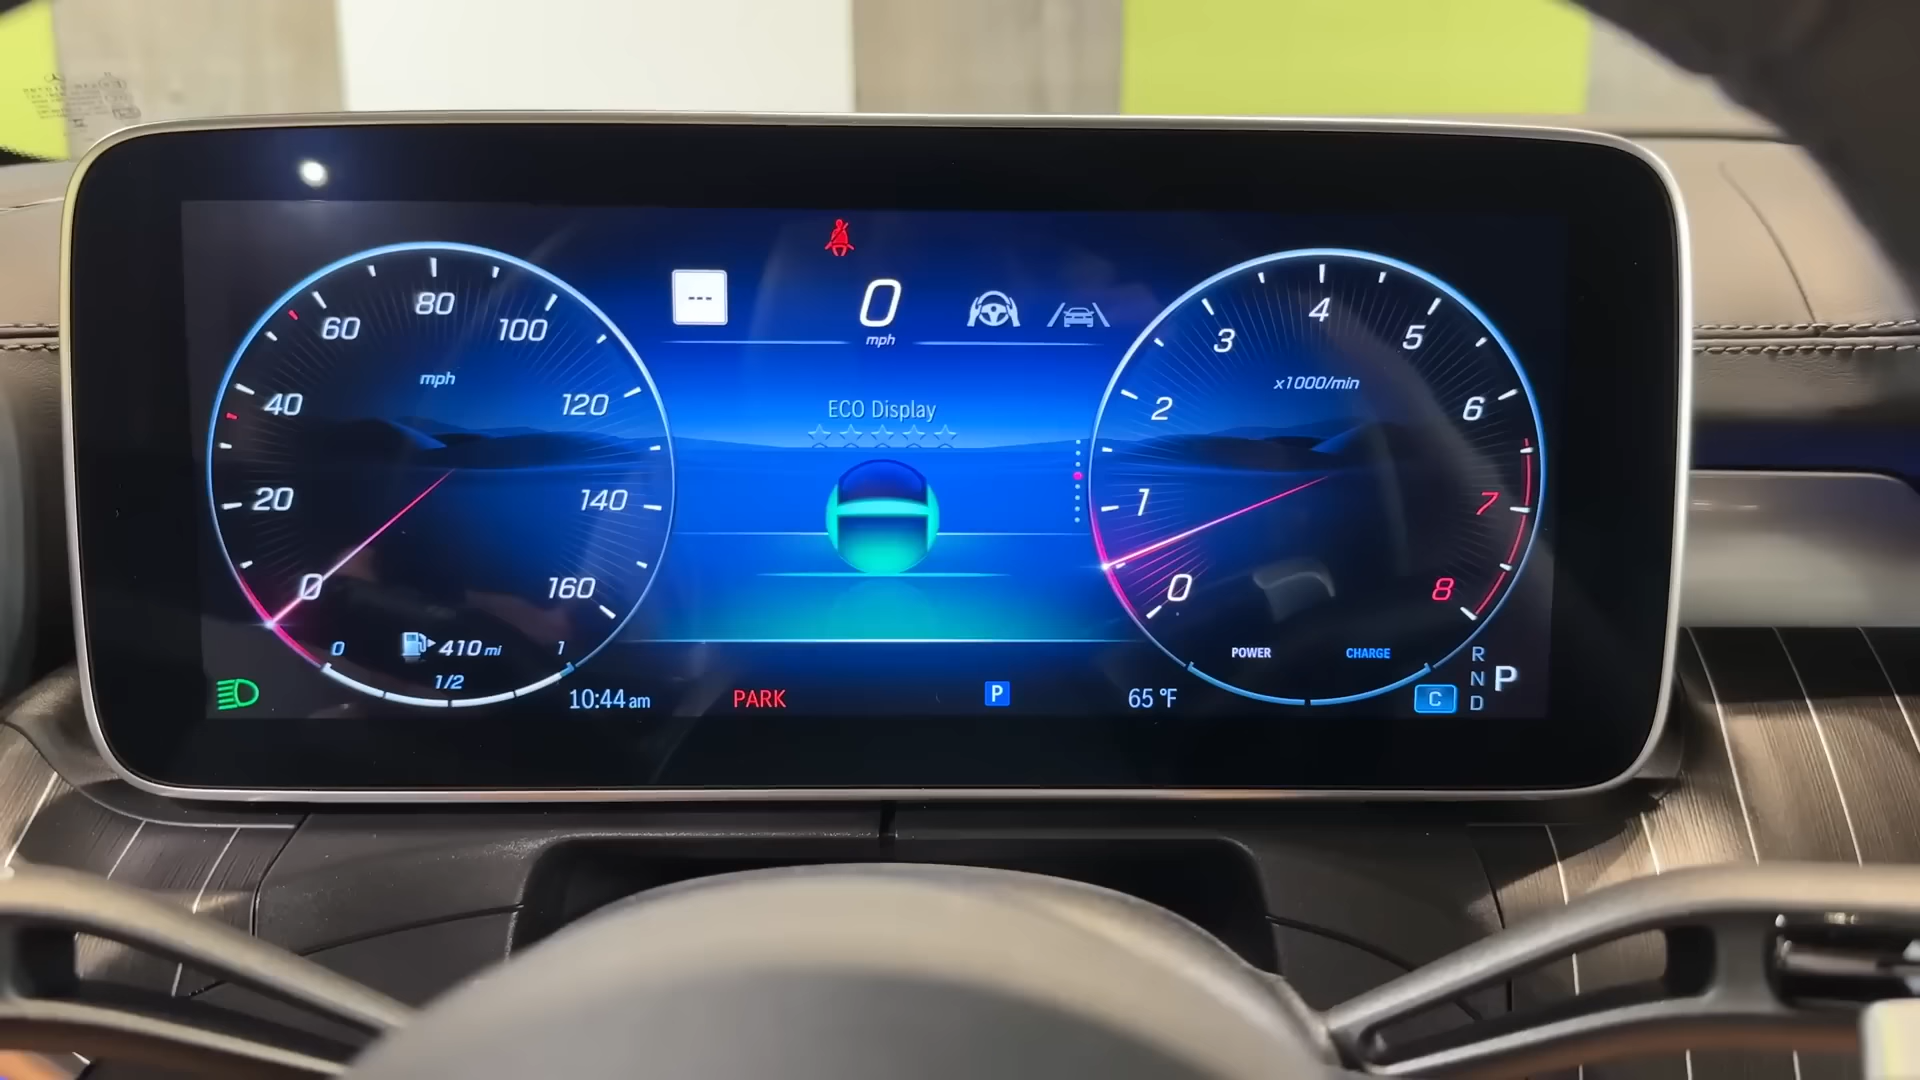 ---
0
mph
ECO Display
0
20
40
60
80
100
120
140
160
mph
0
410 mi
1
1/2
0
1
2
3
4
5
6
7
8
x1000/min
POWER
CHARGE
10:44 am
PARK
P
65 °F
C
R
N
D
P